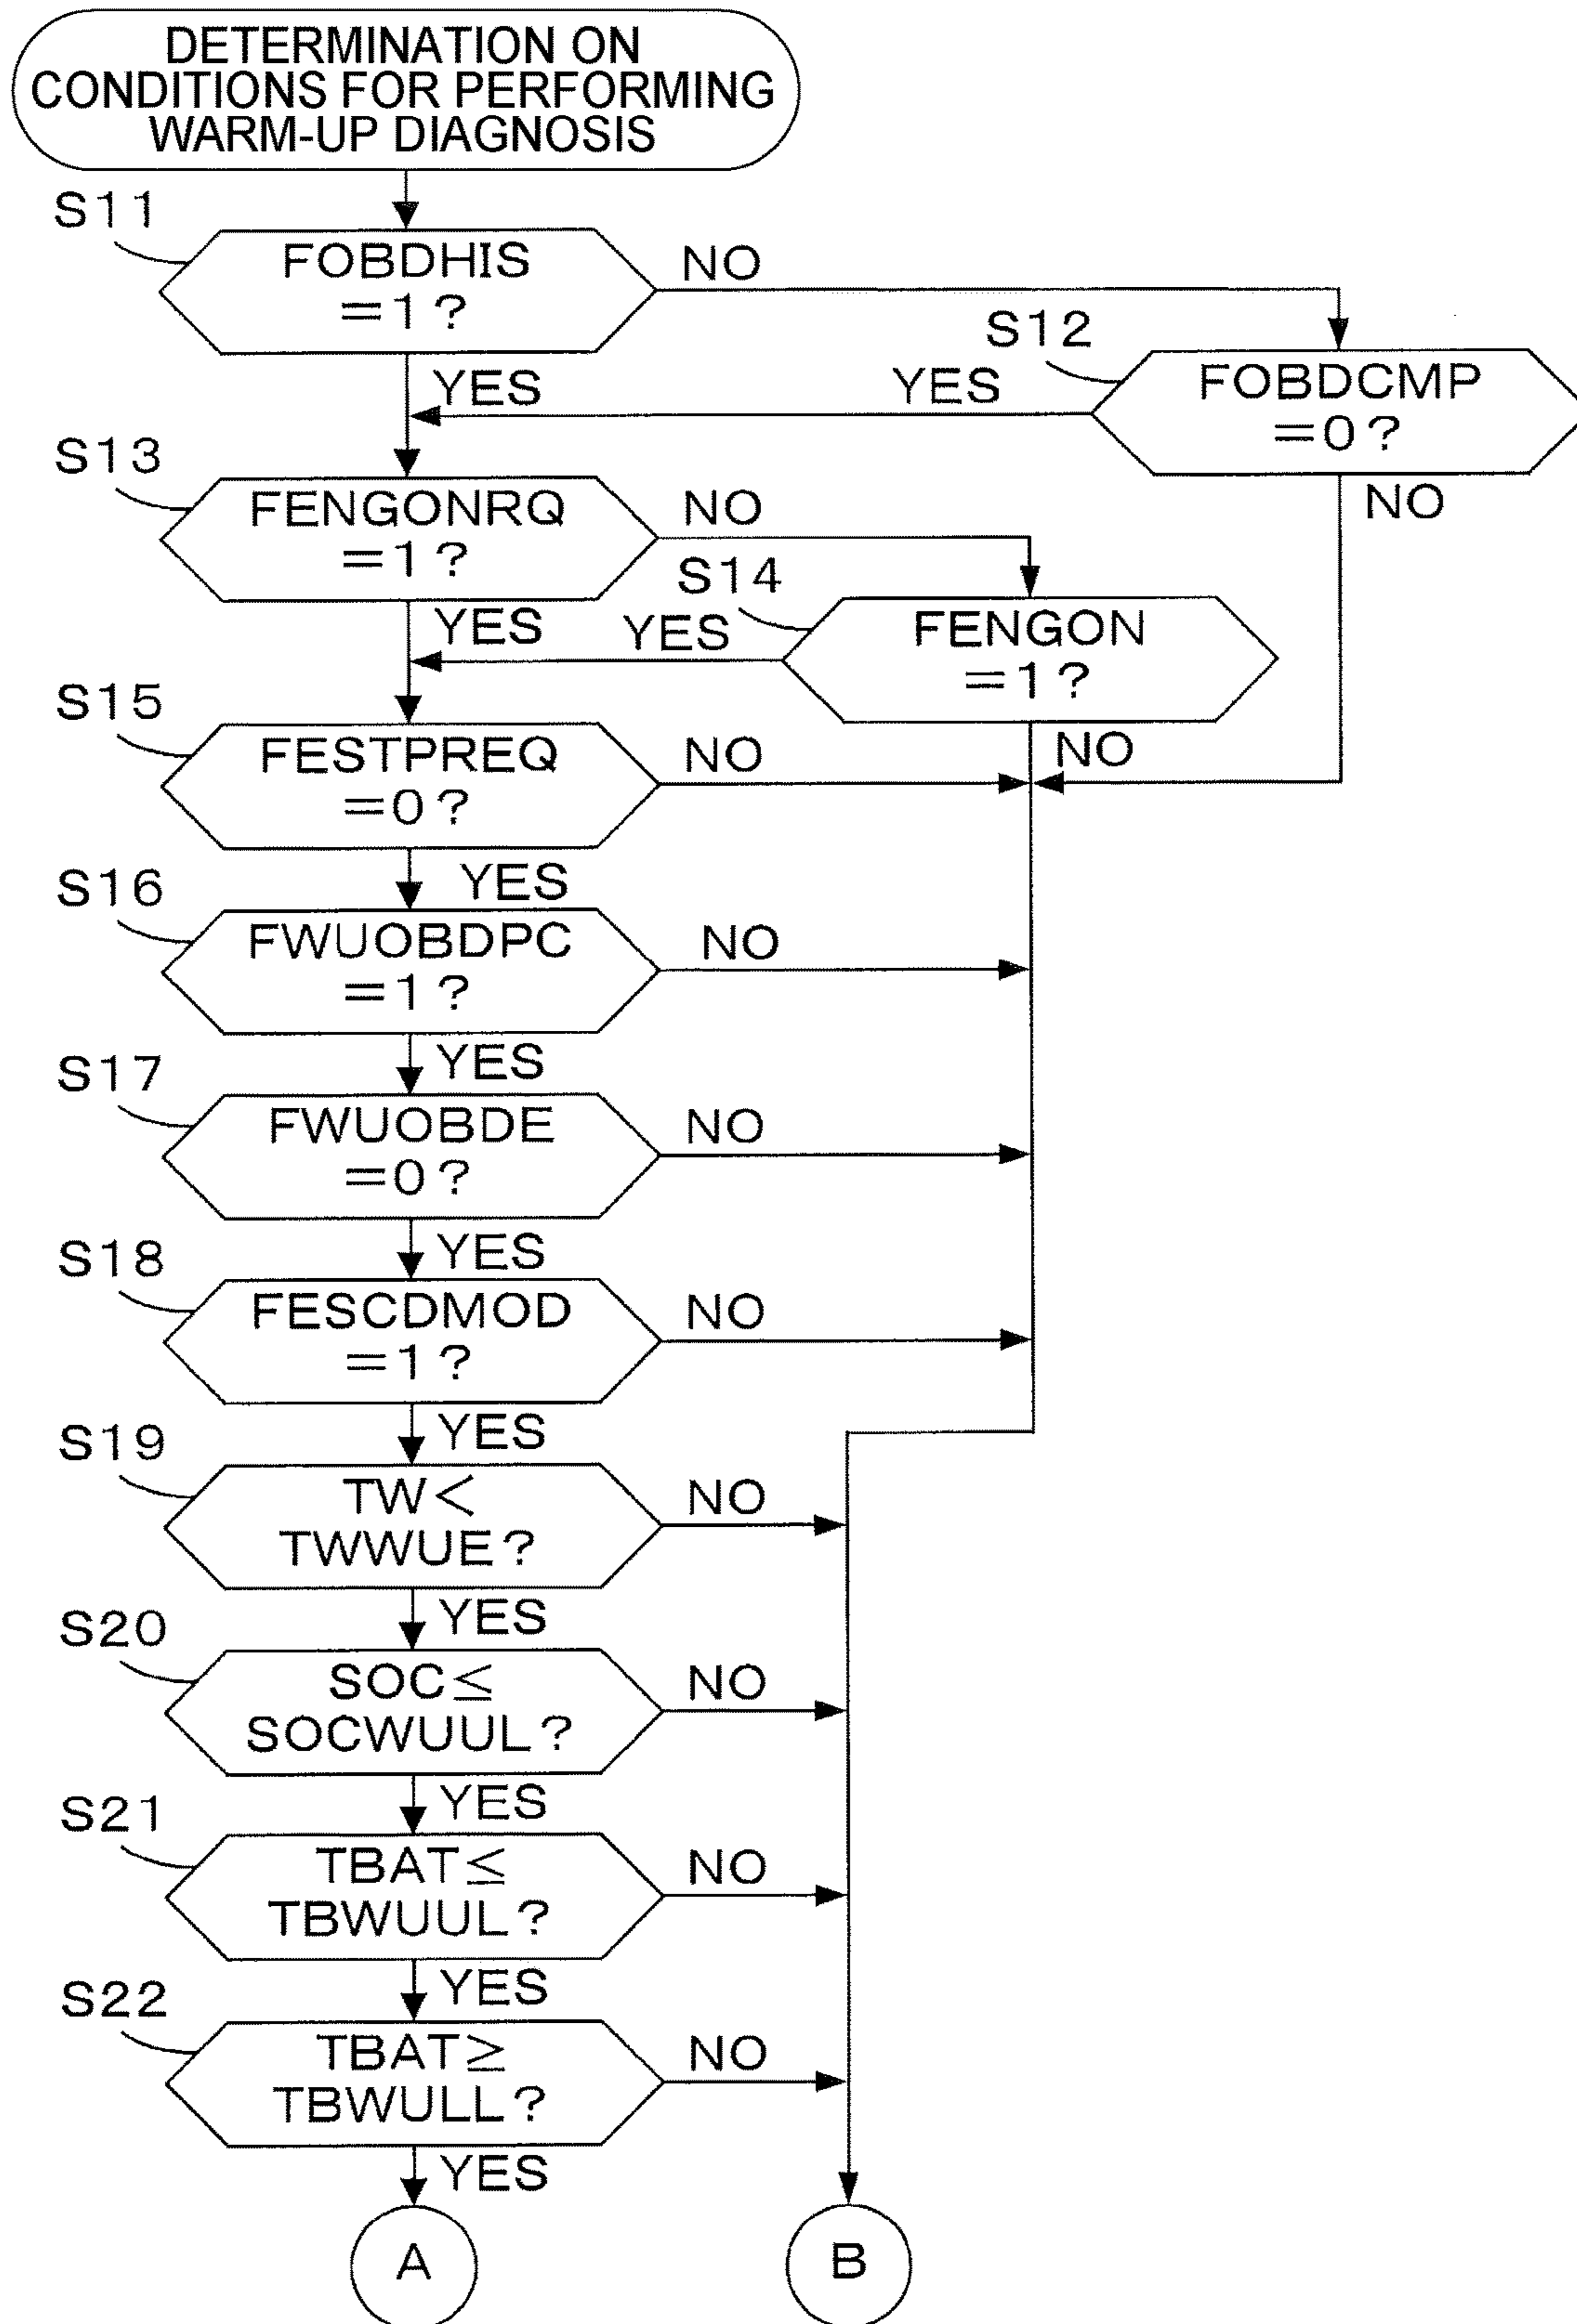 DETERMINATION ON
CONDITIONS FOR PERFORMING
WARM-UP DIAGNOSIS
S11
FOBDHIS
=1?
NO
YES
S12
FOBDCMP
=0?
YES
NO
S13
FENGONRQ
=1?
NO
YES
S14
FENGON
=1?
YES
NO
S15
FESTPREQ
=0?
NO
YES
S16
FWUOBDPC
=1?
NO
YES
S17
FWUOBDE
=0?
NO
YES
S18
FESCDMOD
=1?
NO
YES
S19
TW<
TWWUE?
NO
YES
S20
SOC≤
SOCWUUL?
NO
YES
S21
TBAT≤
TBWUUL?
NO
YES
S22
TBAT≥
TBWULL?
NO
YES
A
B